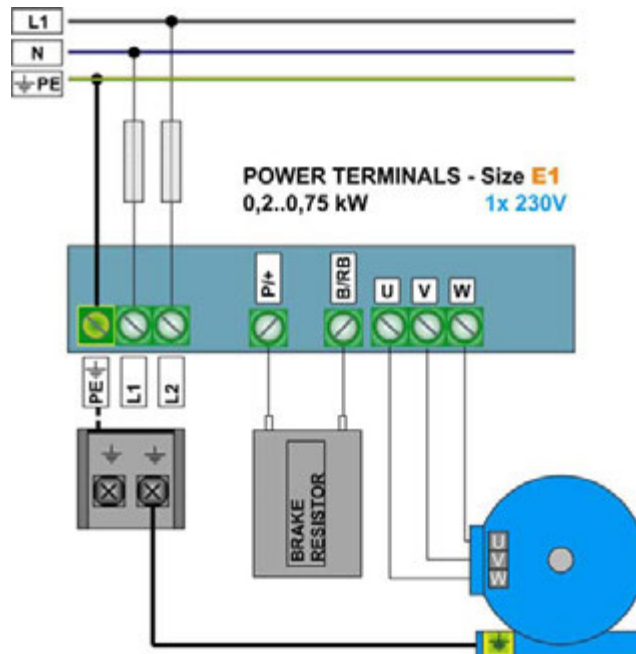 L1
N
⏚ PE
POWER TERMINALS - Size E1
0,2..0,75 kW 1x 230V
P/+
B/RB
U
V
W
PE ⏚
L1
L2
BRAKE
RESISTOR
U
V
W